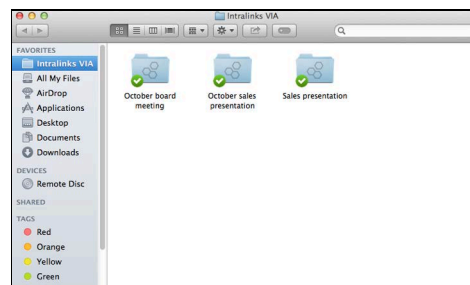 Intralinks VIA
FAVORITES
Intralinks VIA
All My Files
AirDrop
Applications
Desktop
Documents
Downloads
DEVICES
Remote Disc
SHARED
TAGS
Red
Orange
Yellow
Green
October board
meeting
October sales
presentation
Sales presentation